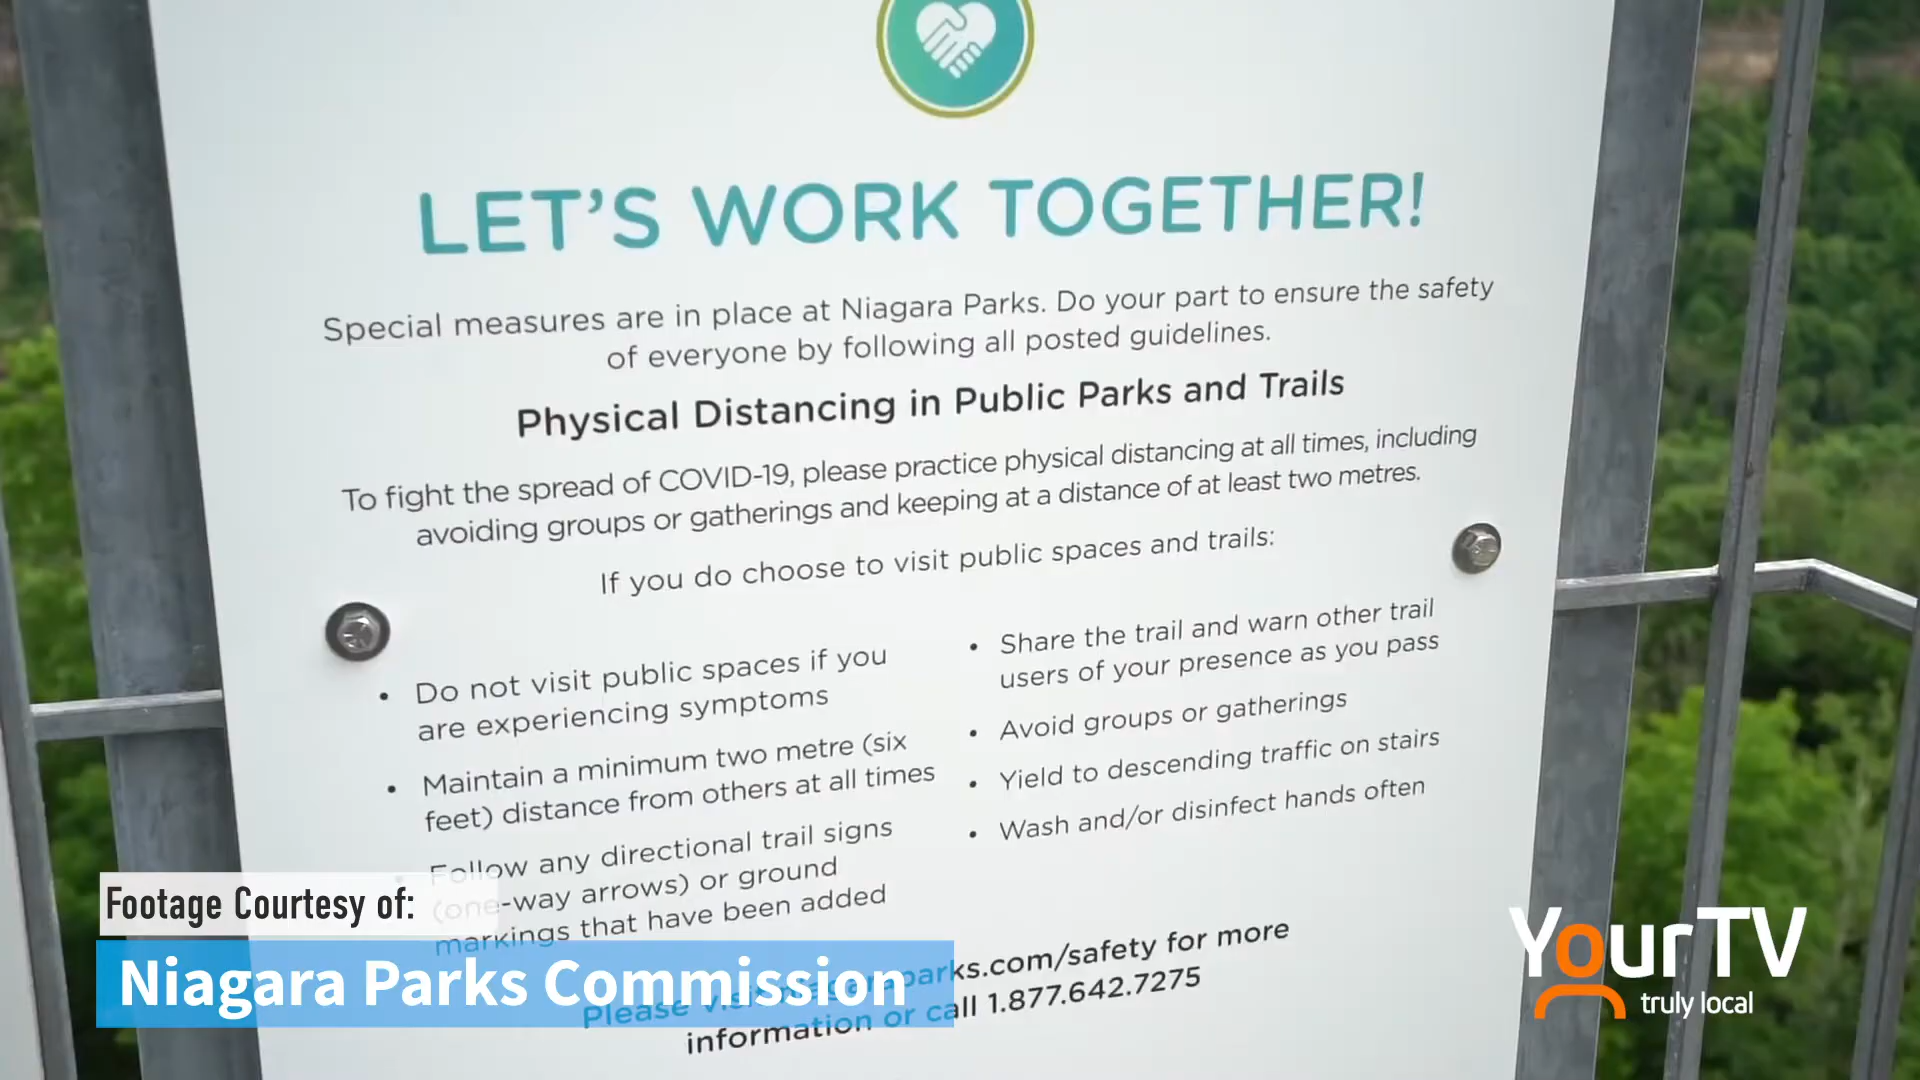 LET'S WORK TOGETHER!
Special measures are in place at Niagara Parks. Do your part to ensure the safety
of everyone by following all posted guidelines.
Physical Distancing in Public Parks and Trails
To fight the spread of COVID-19, please practice physical distancing at all times, including
avoiding groups or gatherings and keeping at a distance of at least two metres.
If you do choose to visit public spaces and trails:
• Do not visit public spaces if you
are experiencing symptoms
• Maintain a minimum two metre (six
feet) distance from others at all times
• Follow any directional trail signs
(one-way arrows) or ground
markings that have been added
• Share the trail and warn other trail
users of your presence as you pass
• Avoid groups or gatherings
• Yield to descending traffic on stairs
• Wash and/or disinfect hands often
Please visit niagaraparks.com/safety for more
information or call 1.877.642.7275
Footage Courtesy of:
Niagara Parks Commission
YourTV
truly local